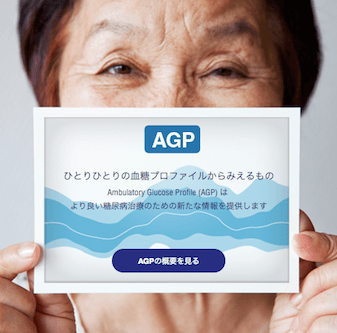 AGP
ひとりひとりの血糖プロファイルからみえるもの
Ambulatory Glucose Profile (AGP) は
より良い糖尿病治療のための新たな情報を提供します
AGPの概要を見る